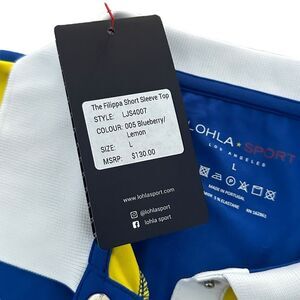 The Filippa Short Sleeve Top
STYLE: LJS4007
COLOUR: 005 Blueberry/
Lemon
SIZE: L
MSRP: $130.00
www.lohlasport.com
@lohlasport
lohla sport
LOHLA SPORT
LOS ANGELES
L
MADE IN PORTUGAL
ELASTANE